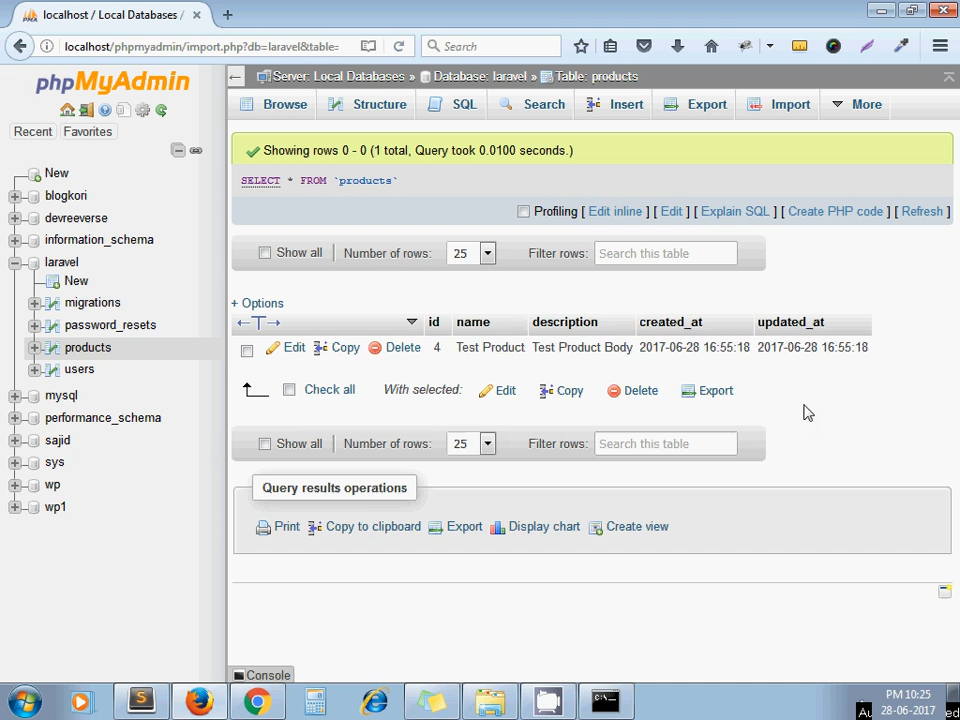 localhost / Local Databases /
localhost/phpmyadmin/import.php?db=laravel&table=
Search
phpMyAdmin
Recent
Favorites
New
blogkori
devreeverse
information_schema
laravel
New
migrations
password_resets
products
users
mysql
performance_schema
sajid
sys
wp
wp1
Server: Local Databases » Database: laravel » Table: products
Browse Structure SQL Search Insert Export Import More
Showing rows 0 - 0 (1 total, Query took 0.0100 seconds.)
SELECT * FROM `products`
Profiling [ Edit inline ] [ Edit ] [ Explain SQL ] [ Create PHP code ] [ Refresh ]
Show all Number of rows: 25 Filter rows: Search this table
+ Options
id name description created_at updated_at
Edit Copy Delete 4 Test Product Test Product Body 2017-06-28 16:55:18 2017-06-28 16:55:18
Check all With selected: Edit Copy Delete Export
Show all Number of rows: 25 Filter rows: Search this table
Query results operations
Print Copy to clipboard Export Display chart Create view
Console
PM 10:25
28-06-2017